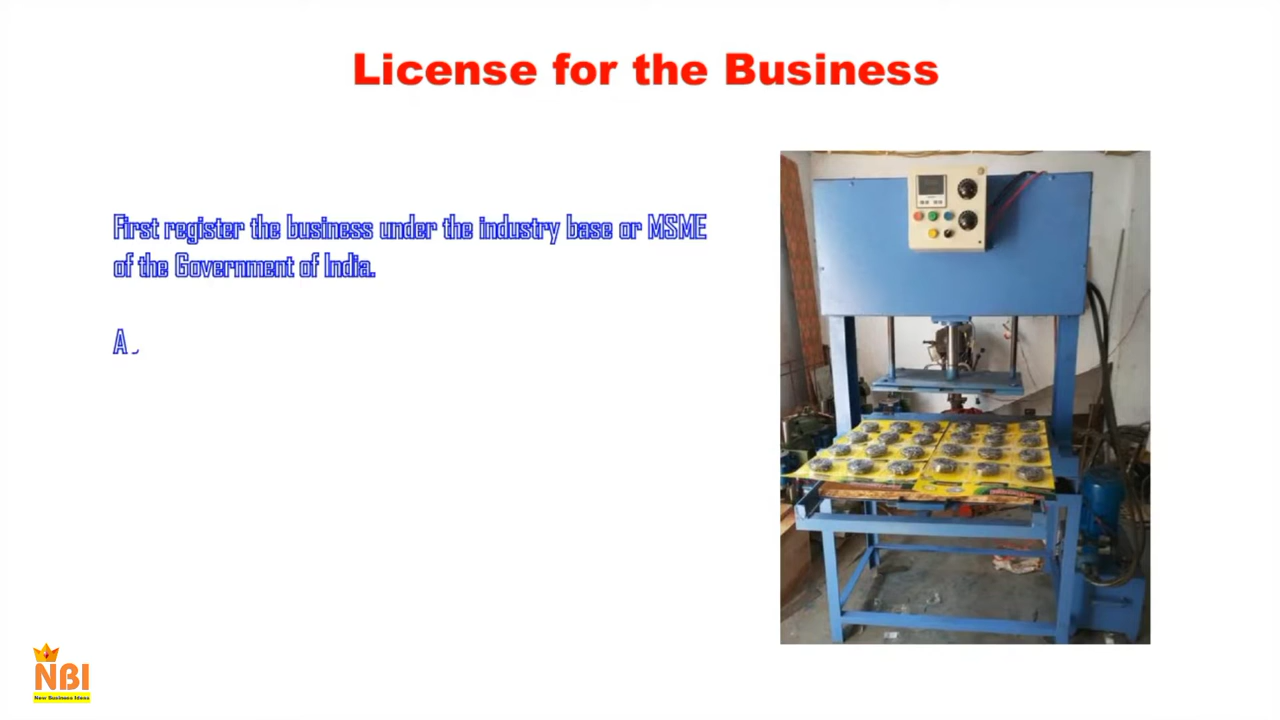 License for the Business
First register the business under the industry base or MSME
of the Government of India.
A
NBI
New Business Ideas